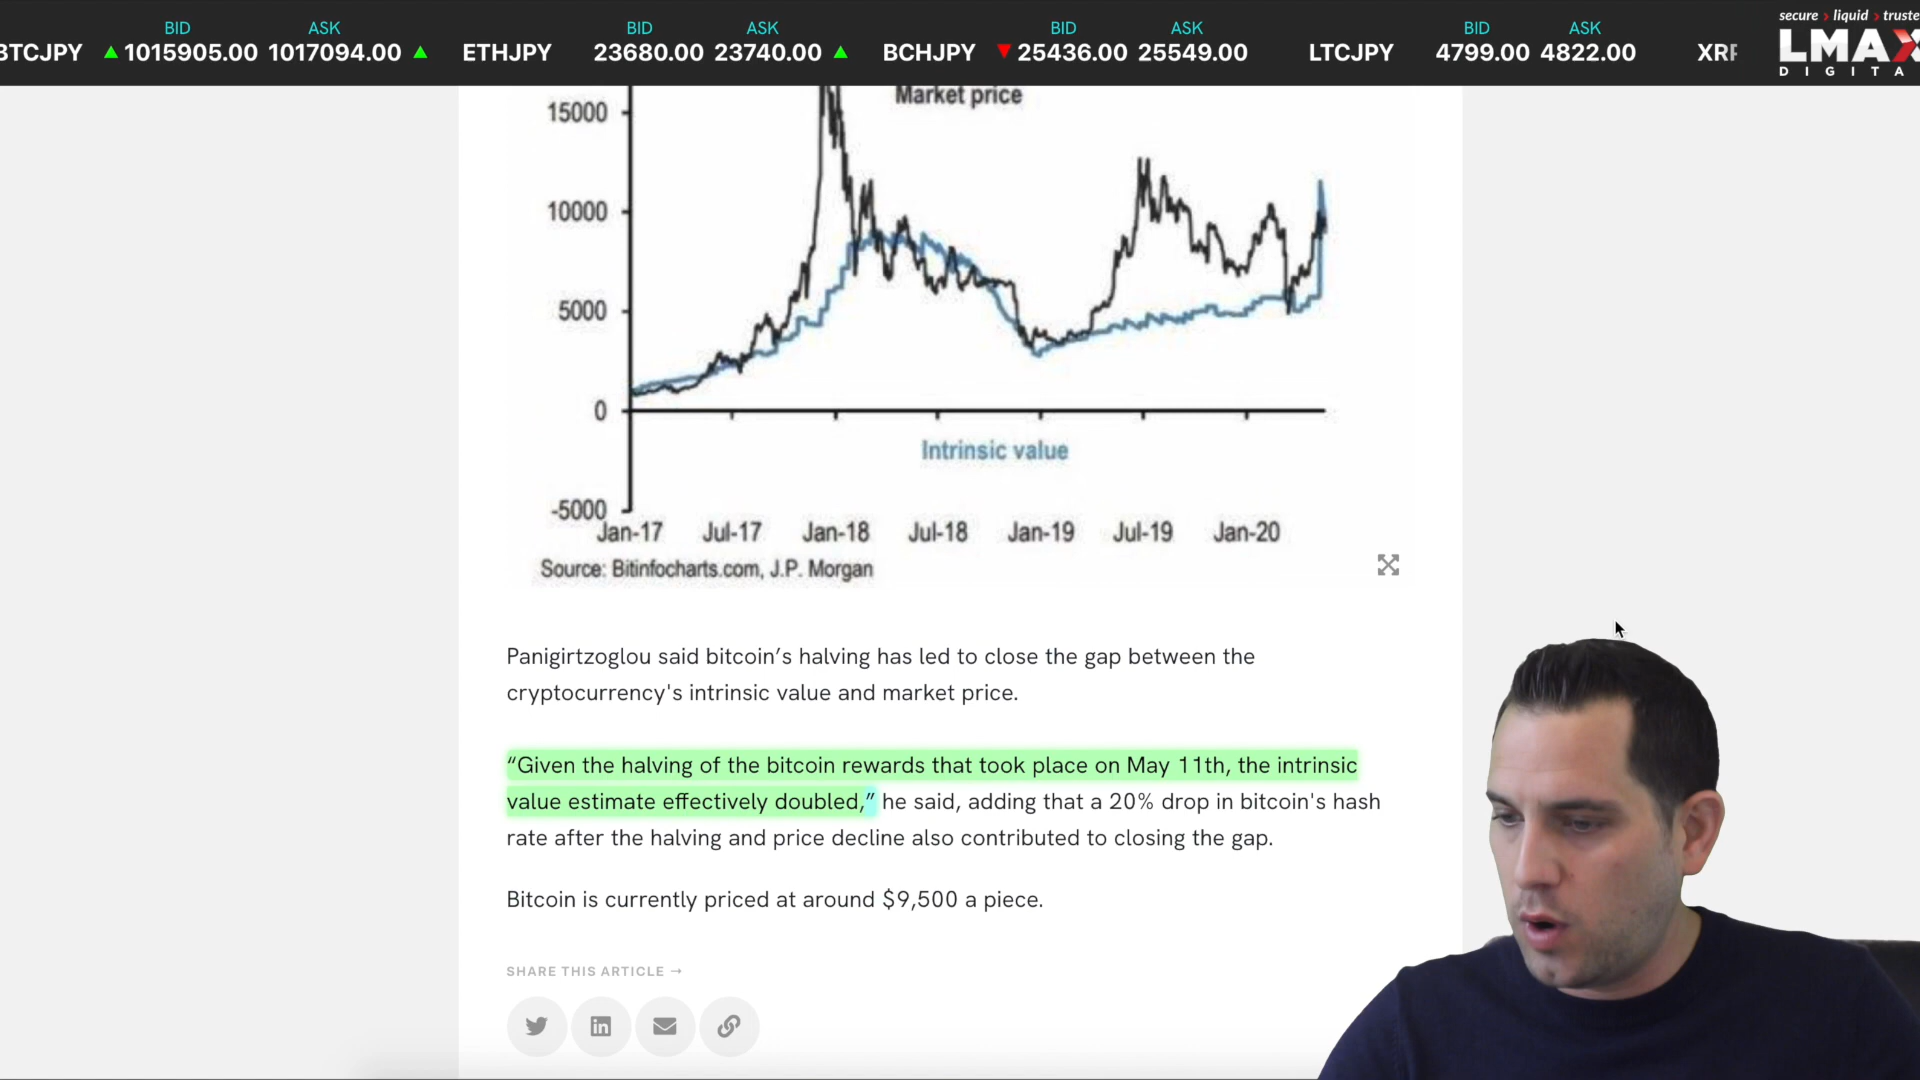 BID ASK BID ASK BID ASK BID ASK
BTCJPY 1015905.00 1017094.00 ETHJPY 23680.00 23740.00 BCHJPY 25436.00 25549.00 LTCJPY 4799.00 4822.00
secure › liquid ›
LMAX
Market price
15000
10000
5000
0
Intrinsic value
-5000
Jan-17 Jul-17 Jan-18 Jul-18 Jan-19 Jul-19 Jan-20
Source: Bitinfocharts.com, J.P. Morgan
Panigirtzoglou said bitcoin’s halving has led to close the gap between the
cryptocurrency's intrinsic value and market price.
“Given the halving of the bitcoin rewards that took place on May 11th, the intrinsic
value estimate effectively doubled,” he said, adding that a 20% drop in bitcoin's hash
rate after the halving and price decline also contributed to closing the gap.
Bitcoin is currently priced at around $9,500 a piece.
SHARE THIS ARTICLE →